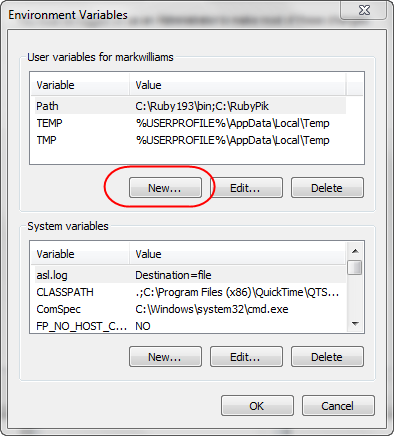 Environment Variables
User variables for markwilliams
Variable Value
Path C:\Ruby193\bin;C:\RubyPik
TEMP %USERPROFILE%\AppData\Local\Temp
TMP %USERPROFILE%\AppData\Local\Temp
New... Edit... Delete
System variables
Variable Value
asl.log Destination=file
CLASSPATH .;C:\Program Files (x86)\QuickTime\QTS...
ComSpec C:\Windows\system32\cmd.exe
FP_NO_HOST_C... NO
New... Edit... Delete
OK Cancel